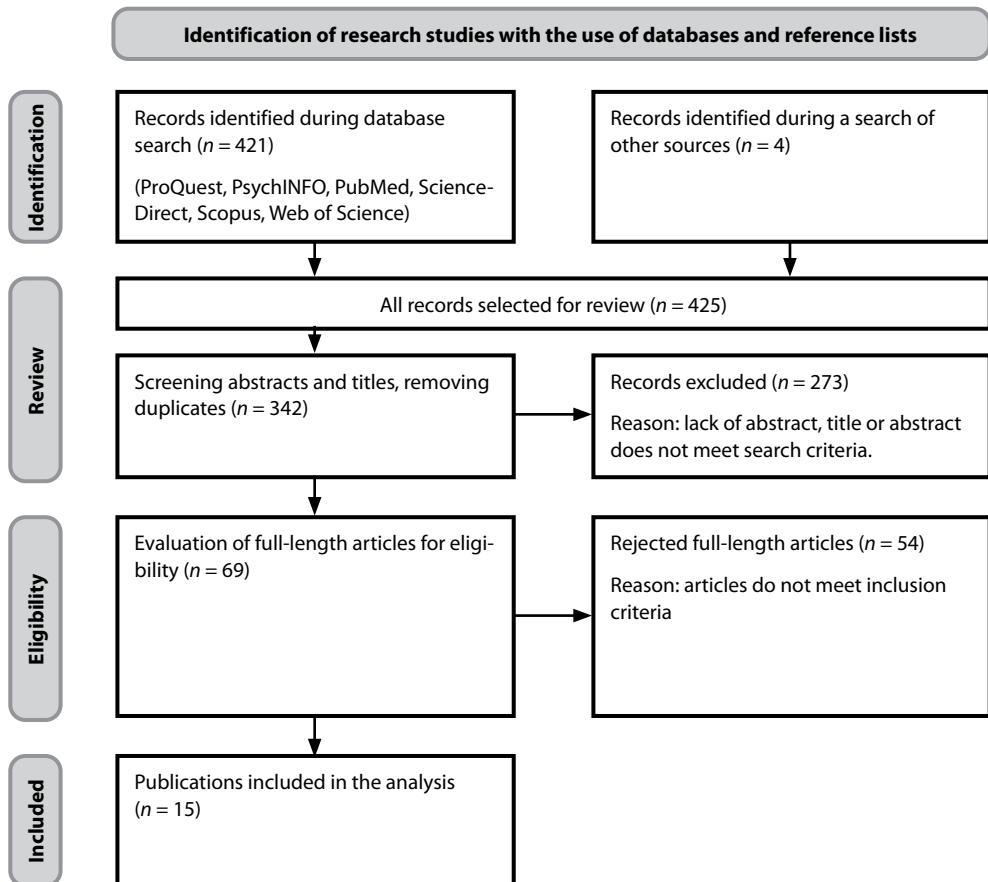 Identification of research studies with the use of databases and reference lists
Identification
Records identified during database
search (n = 421)
(ProQuest, PsychINFO, PubMed, Science-
Direct, Scopus, Web of Science)
Records identified during a search of
other sources (n = 4)
Review
All records selected for review (n = 425)
Screening abstracts and titles, removing
duplicates (n = 342)
Records excluded (n = 273)
Reason: lack of abstract, title or abstract
does not meet search criteria.
Eligibility
Evaluation of full-length articles for eligi-
bility (n = 69)
Rejected full-length articles (n = 54)
Reason: articles do not meet inclusion
criteria
Included
Publications included in the analysis
(n = 15)